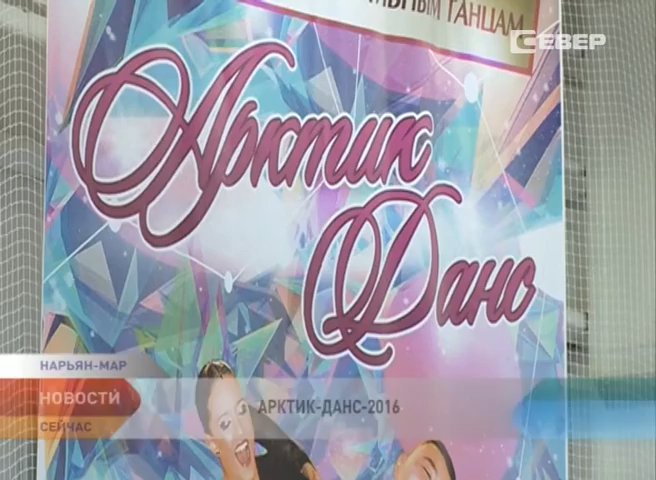 ТАНЦАМ
СЕВЕР
Арктик
Данс
НАРЬЯН-МАР
НОВОСТИ
АРКТИК-ДАНС-2016
СЕЙЧАС